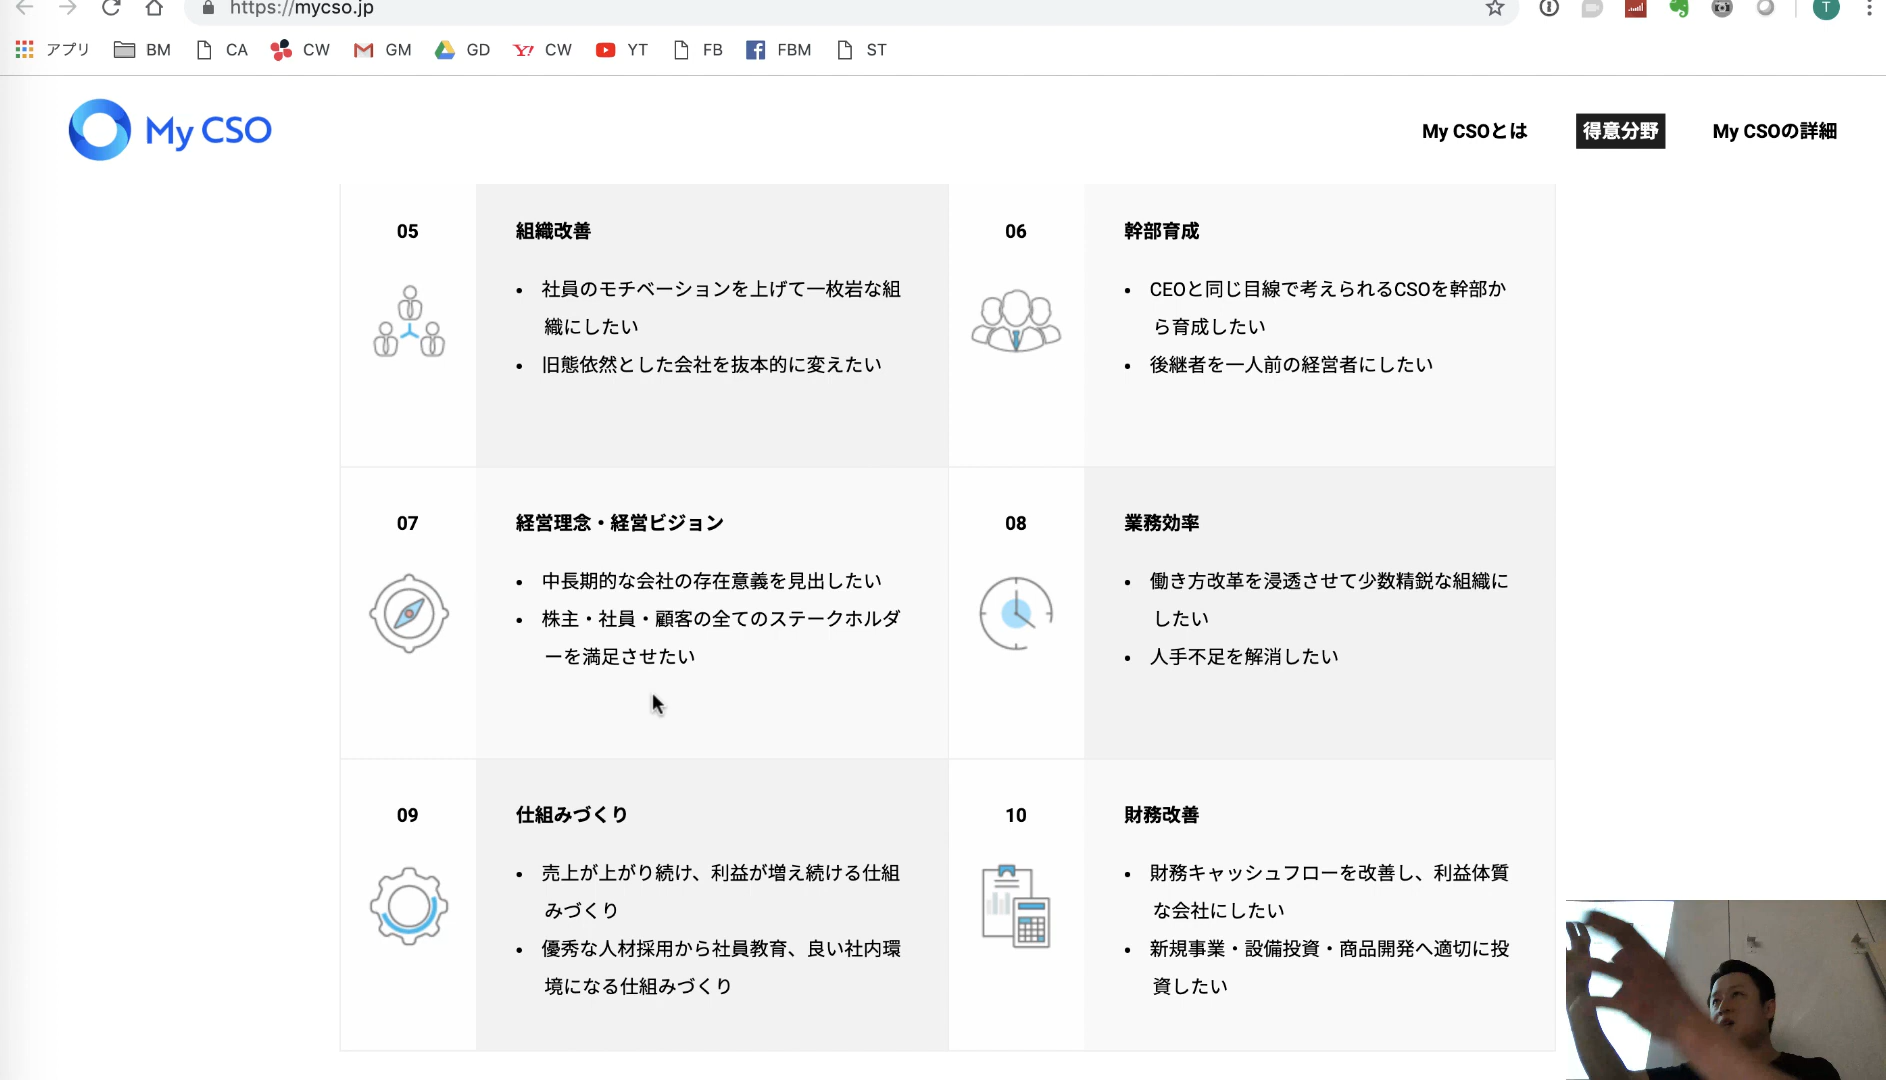 https://mycso.jp
T
アプリ BM CA CW GM GD CW YT FB FBM ST
My CSO
My CSOとは 得意分野 My CSOの詳細
05
組織改善
• 社員のモチベーションを上げて一枚岩な組
織にしたい
• 旧態依然とした会社を抜本的に変えたい
06
幹部育成
• CEOと同じ目線で考えられるCSOを幹部か
ら育成したい
• 後継者を一人前の経営者にしたい
07
経営理念・経営ビジョン
• 中長期的な会社の存在意義を見出したい
• 株主・社員・顧客の全てのステークホルダ
ーを満足させたい
08
業務効率
• 働き方改革を浸透させて少数精鋭な組織に
したい
• 人手不足を解消したい
09
仕組みづくり
• 売上が上がり続け、利益が増え続ける仕組
みづくり
• 優秀な人材採用から社員教育、良い社内環
境になる仕組みづくり
10
財務改善
• 財務キャッシュフローを改善し、利益体質
な会社にしたい
• 新規事業・設備投資・商品開発へ適切に投
資したい